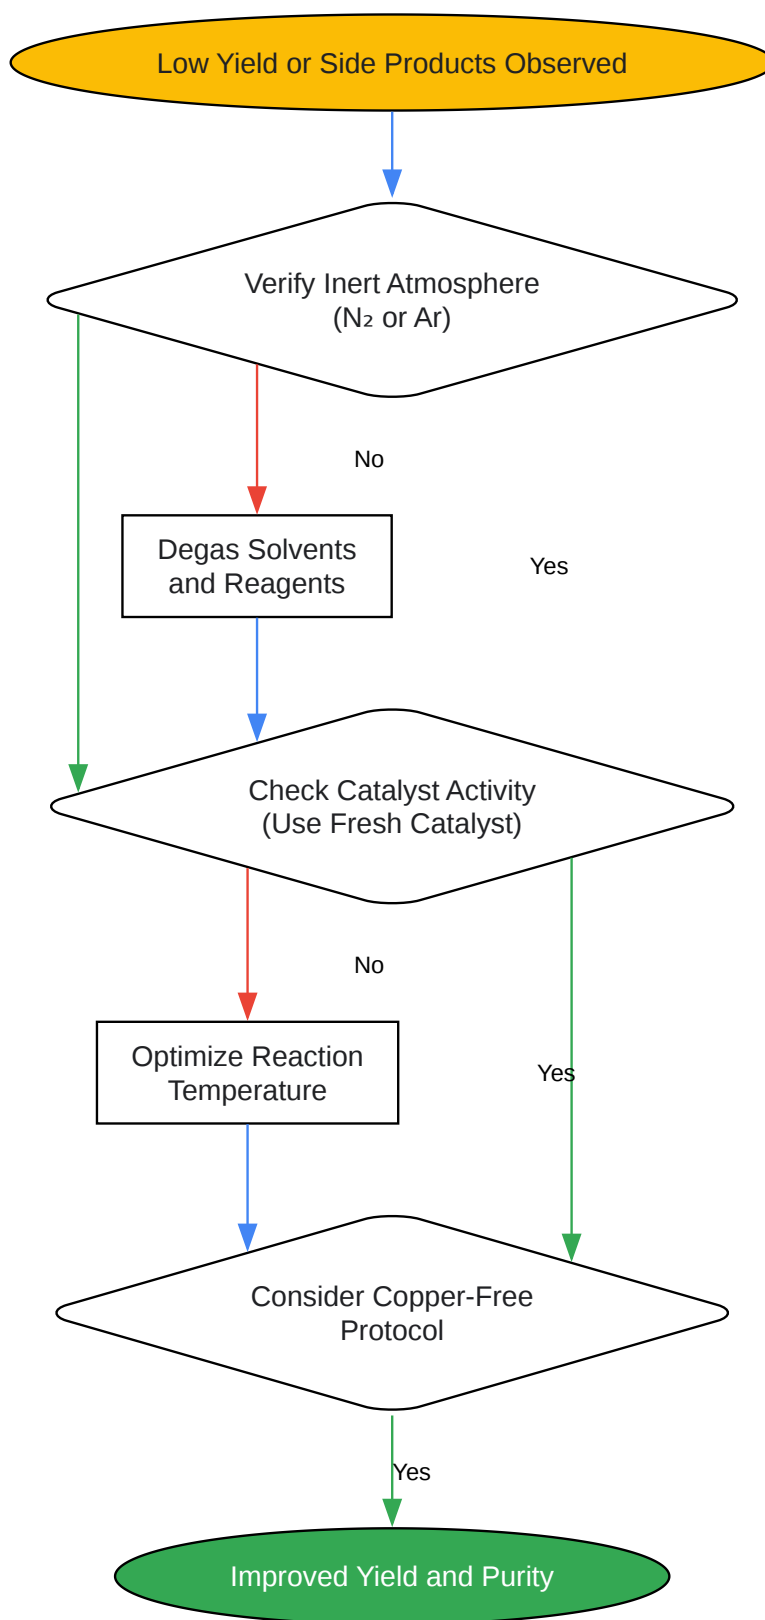 Low Yield or Side Products Observed
Verify Inert Atmosphere
(N₂ or Ar)
No
Degas Solvents
and Reagents
Yes
Check Catalyst Activity
(Use Fresh Catalyst)
No
Optimize Reaction
Temperature
Yes
Consider Copper-Free
Protocol
Yes
Improved Yield and Purity